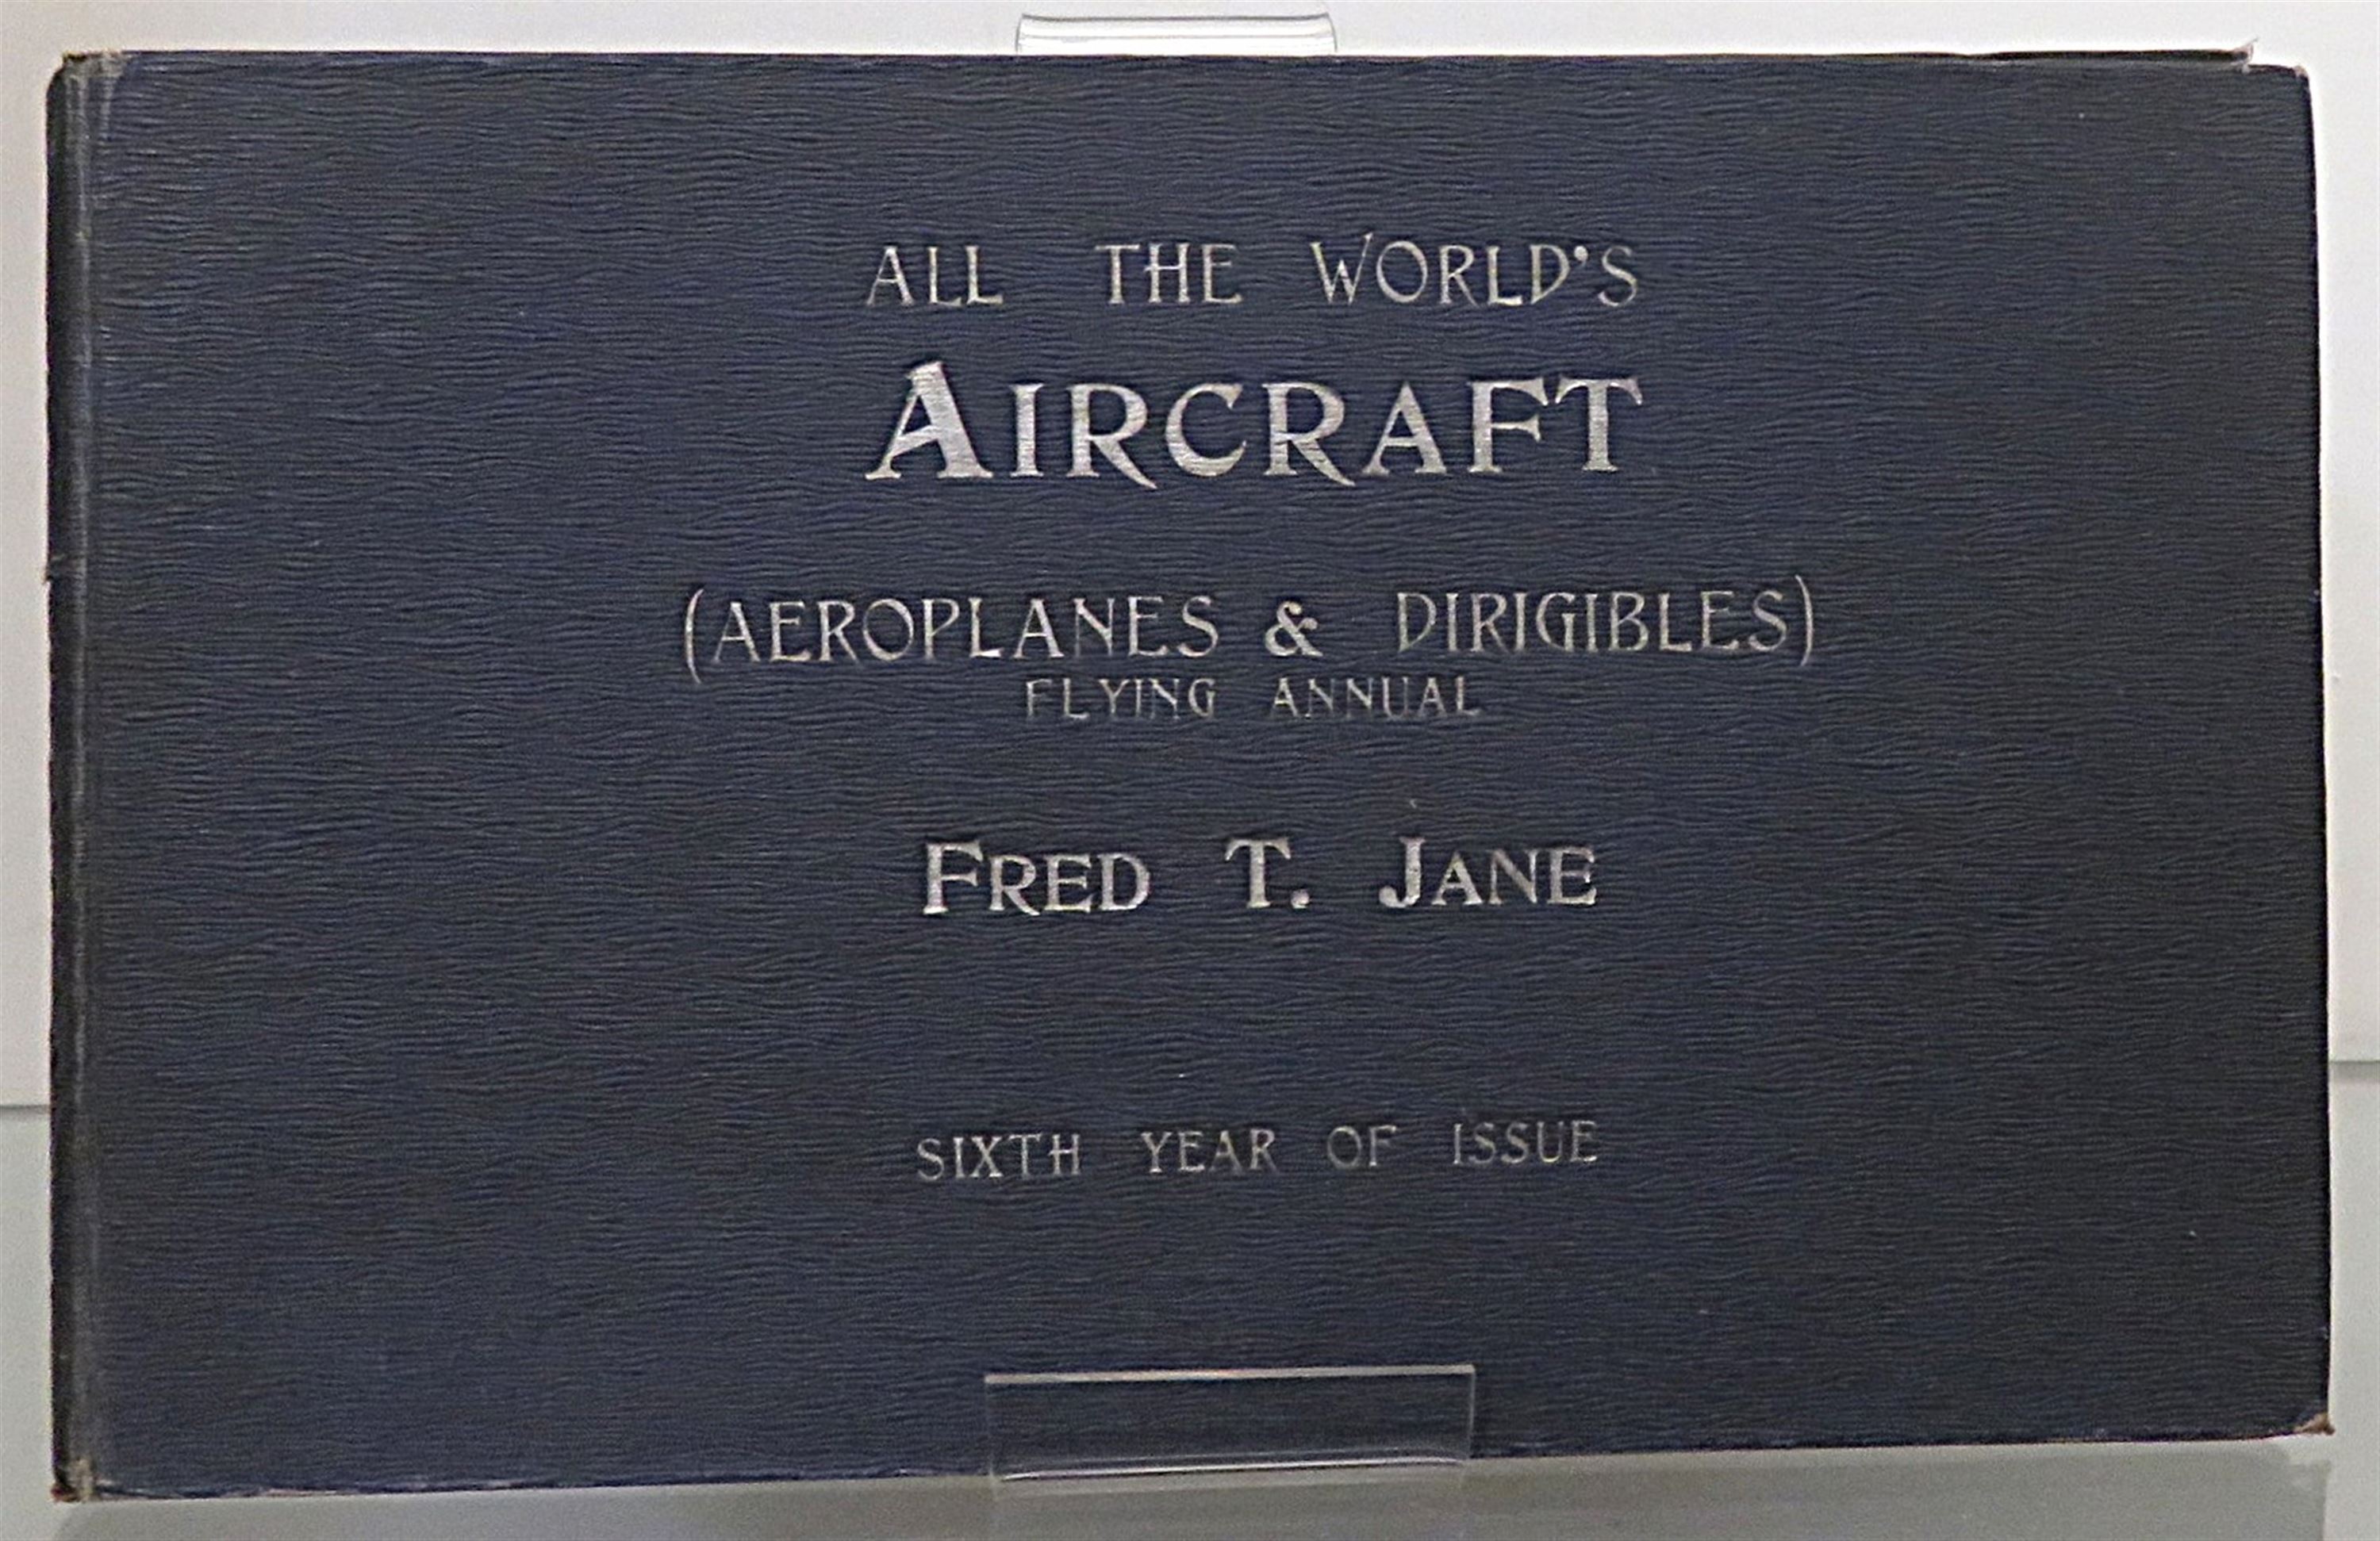 ALL THE WORLD'S
AIRCRAFT
(AEROPLANES & DIRIGIBLES)
FLYING ANNUAL
FRED T. JANE
SIXTH YEAR OF ISSUE